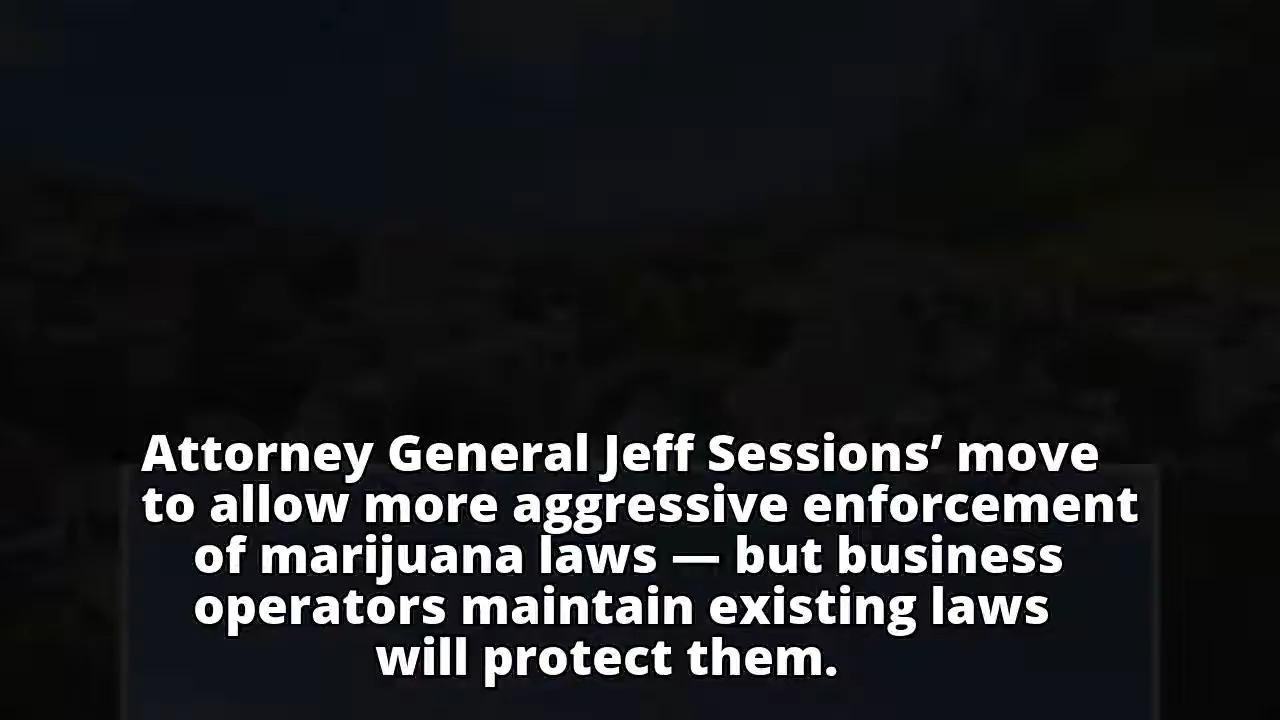 Attorney General Jeff Sessions’ move
to allow more aggressive enforcement
of marijuana laws — but business
operators maintain existing laws
will protect them.